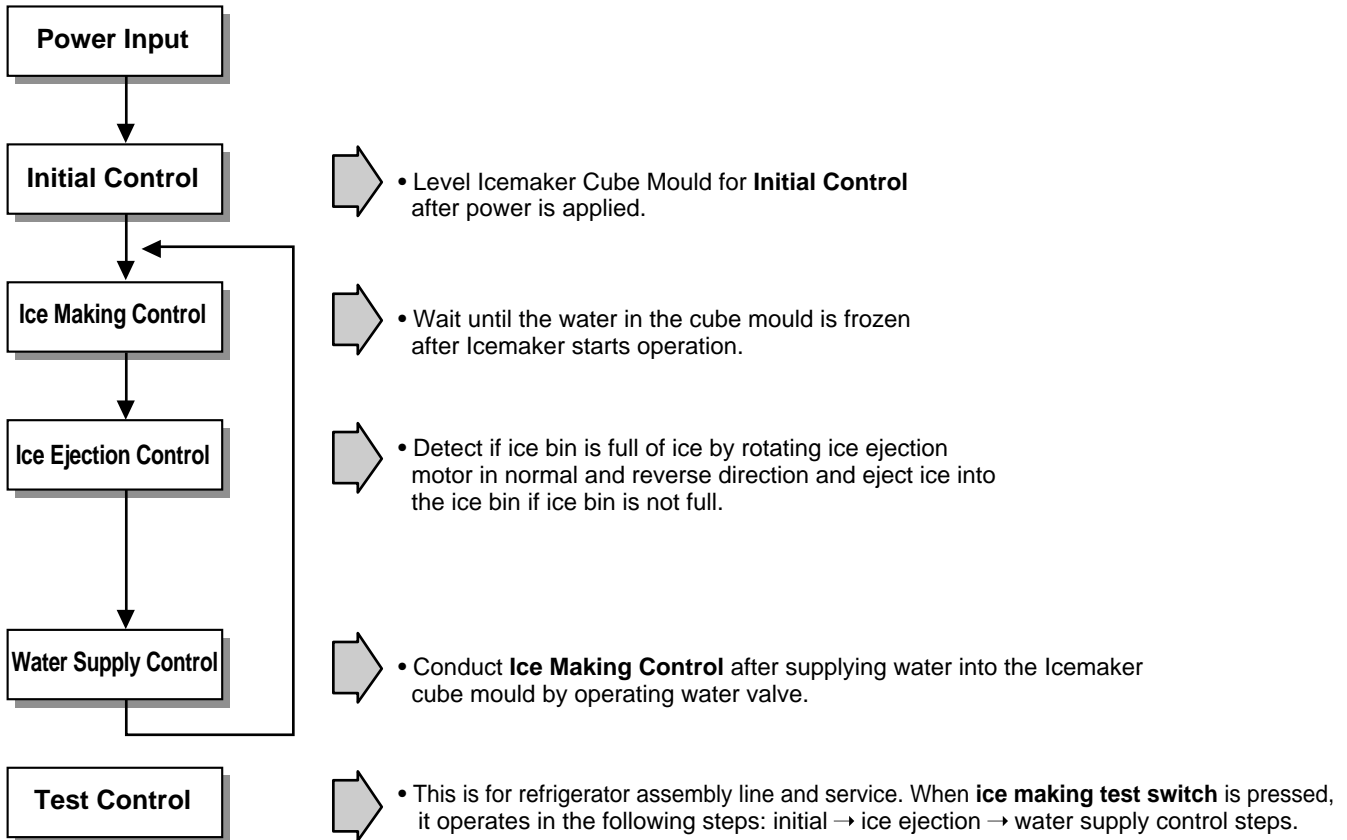 Power Input
Initial Control
• Level Icemaker Cube Mould for Initial Control
after power is applied.
Ice Making Control
• Wait until the water in the cube mould is frozen
after Icemaker starts operation.
Ice Ejection Control
• Detect if ice bin is full of ice by rotating ice ejection
motor in normal and reverse direction and eject ice into
the ice bin if ice bin is not full.
Water Supply Control
• Conduct Ice Making Control after supplying water into the Icemaker
cube mould by operating water valve.
Test Control
• This is for refrigerator assembly line and service. When ice making test switch is pressed,
it operates in the following steps: initial → ice ejection → water supply control steps.